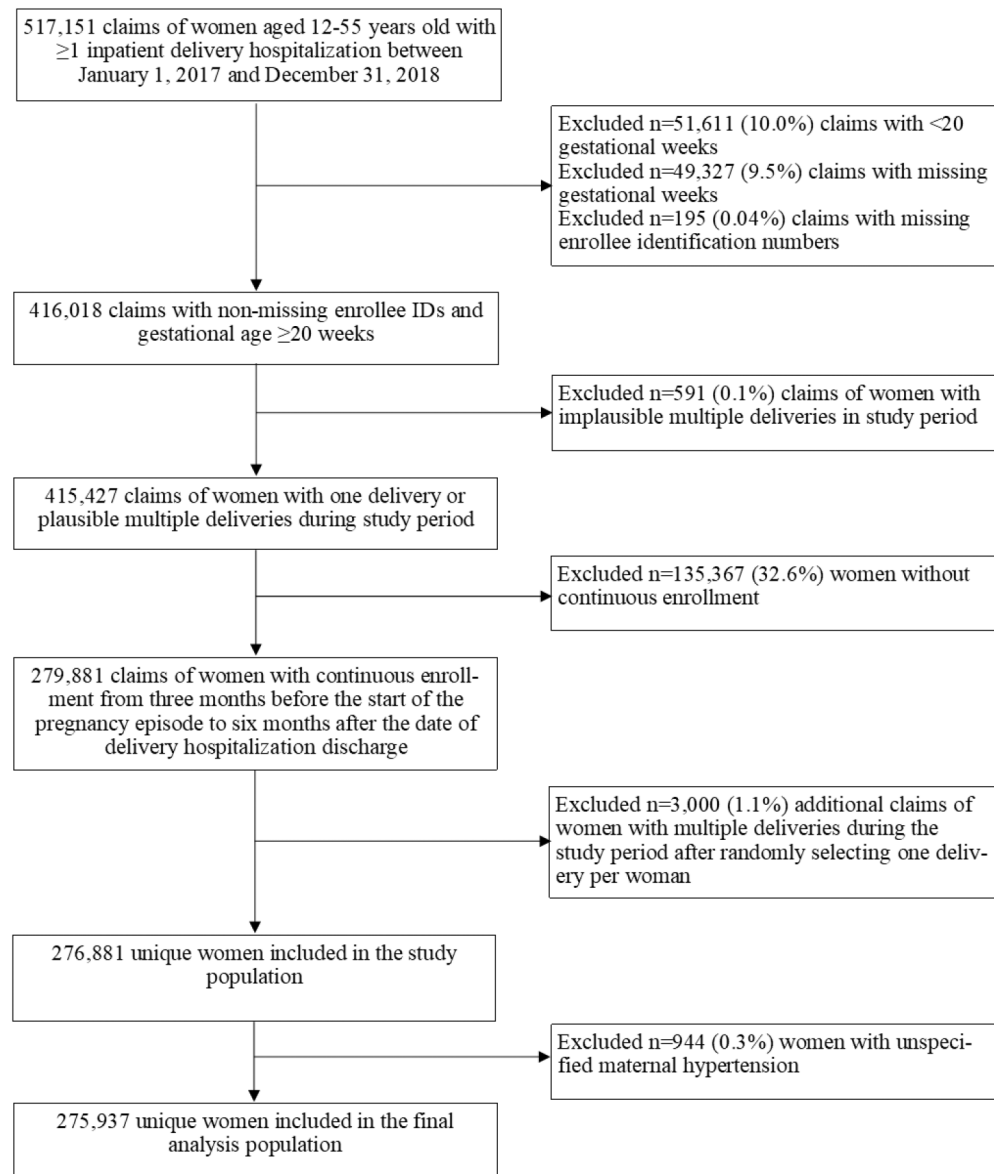 517,151 claims of women aged 12-55 years old with
≥1 inpatient delivery hospitalization between
January 1, 2017 and December 31, 2018
Excluded n=51,611 (10.0%) claims with <20
gestational weeks
Excluded n=49,327 (9.5%) claims with missing
gestational weeks
Excluded n=195 (0.04%) claims with missing
enrollee identification numbers
416,018 claims with non-missing enrollee IDs and
gestational age ≥20 weeks
Excluded n=591 (0.1%) claims of women with
implausible multiple deliveries in study period
415,427 claims of women with one delivery or
plausible multiple deliveries during study period
Excluded n=135,367 (32.6%) women without
continuous enrollment
279,881 claims of women with continuous enroll-
ment from three months before the start of the
pregnancy episode to six months after the date of
delivery hospitalization discharge
Excluded n=3,000 (1.1%) additional claims of
women with multiple deliveries during the
study period after randomly selecting one deliv-
ery per woman
276,881 unique women included in the study
population
Excluded n=944 (0.3%) women with unspeci-
fied maternal hypertension
275,937 unique women included in the final
analysis population